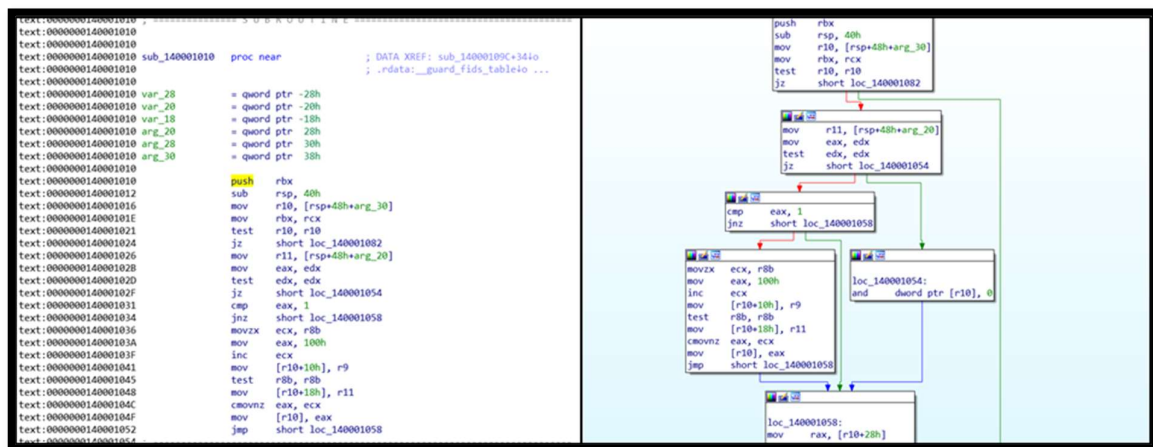 text:0000000140001010 ; --------------- S U B R O U T I N E ---------------------------------------
text:0000000140001010
text:0000000140001010
text:0000000140001010 sub_140001010 proc near ; DATA XREF: sub_14000109C+34↓o
text:0000000140001010 ; .rdata:__guard_fids_table↓o ...
text:0000000140001010
text:0000000140001010 var_28 = qword ptr -28h
text:0000000140001010 var_20 = qword ptr -20h
text:0000000140001010 var_18 = qword ptr -18h
text:0000000140001010 arg_20 = qword ptr 28h
text:0000000140001010 arg_28 = qword ptr 30h
text:0000000140001010 arg_30 = qword ptr 38h
text:0000000140001010
text:0000000140001010 push rbx
text:0000000140001012 sub rsp, 40h
text:0000000140001016 mov r10, [rsp+48h+arg_30]
text:000000014000101E mov rbx, rcx
text:0000000140001021 test r10, r10
text:0000000140001024 jz short loc_140001082
text:0000000140001026 mov r11, [rsp+48h+arg_20]
text:000000014000102B mov eax, edx
text:000000014000102D test edx, edx
text:000000014000102F jz short loc_140001054
text:0000000140001031 cmp eax, 1
text:0000000140001034 jnz short loc_140001058
text:0000000140001036 movzx ecx, r8b
text:000000014000103A mov eax, 100h
text:000000014000103F inc ecx
text:0000000140001041 mov [r10+10h], r9
text:0000000140001045 test r8b, r8b
text:0000000140001048 mov [r10+18h], r11
text:000000014000104C cmovnz eax, ecx
text:000000014000104F mov [r10], eax
text:0000000140001052 jmp short loc_140001058
text:0000000140001054
push rbx
sub rsp, 40h
mov r10, [rsp+48h+arg_30]
mov rbx, rcx
test r10, r10
jz short loc_140001082
mov r11, [rsp+48h+arg_20]
mov eax, edx
test edx, edx
jz short loc_140001054
cmp eax, 1
jnz short loc_140001058
movzx ecx, r8b
mov eax, 100h
inc ecx
mov [r10+10h], r9
test r8b, r8b
mov [r10+18h], r11
cmovnz eax, ecx
mov [r10], eax
jmp short loc_140001058
loc_140001054:
and dword ptr [r10], 0
loc_140001058:
mov rax, [r10+28h]